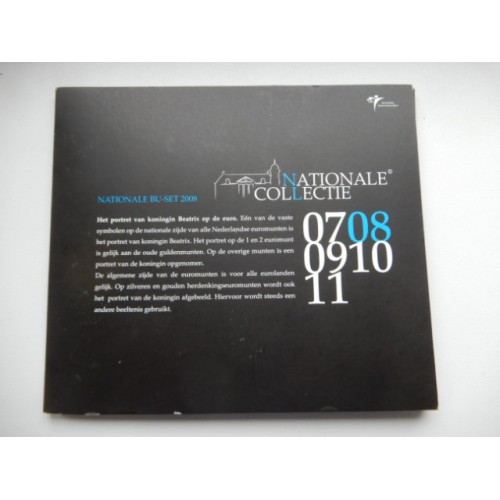 NATIONALE®
COLLECTIE
NATIONALE BU-SET 2008
0708
0910
11
Het portret van koningin Beatrix op de euro. Eén van de vaste
symbolen op de nationale zijde van alle Nederlandse euromunten is
het portret van koningin Beatrix. Het portret op de 1 en 2 euromunt
is gelijk aan de oude guldenmunten. Op de overige munten is een
portret van de koningin opgenomen.
De algemene zijde van de euromunten is voor alle eurolanden
gelijk. Op zilveren en gouden herdenkingseuromunten wordt ook
het portret van de koningin afgebeeld. Hiervoor wordt steeds een
andere beeltenis gebruikt.